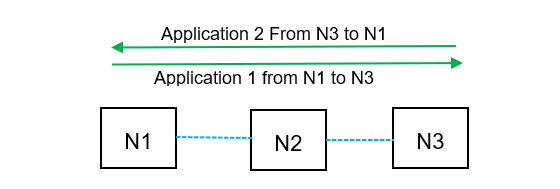 Application 2 From N3 to N1
Application 1 from N1 to N3
N1 N2 N3